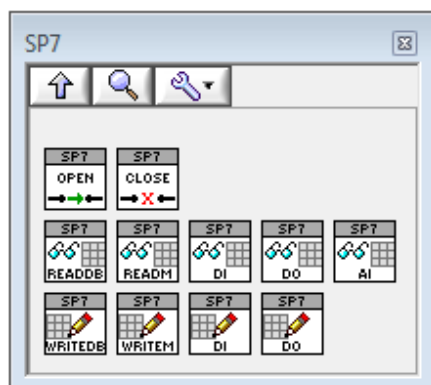 SP7
SP7 SP7
OPEN CLOSE
SP7 SP7 SP7 SP7 SP7
READDB READM DI DO AI
SP7 SP7 SP7 SP7
WRITEDB WRITEM DI DO